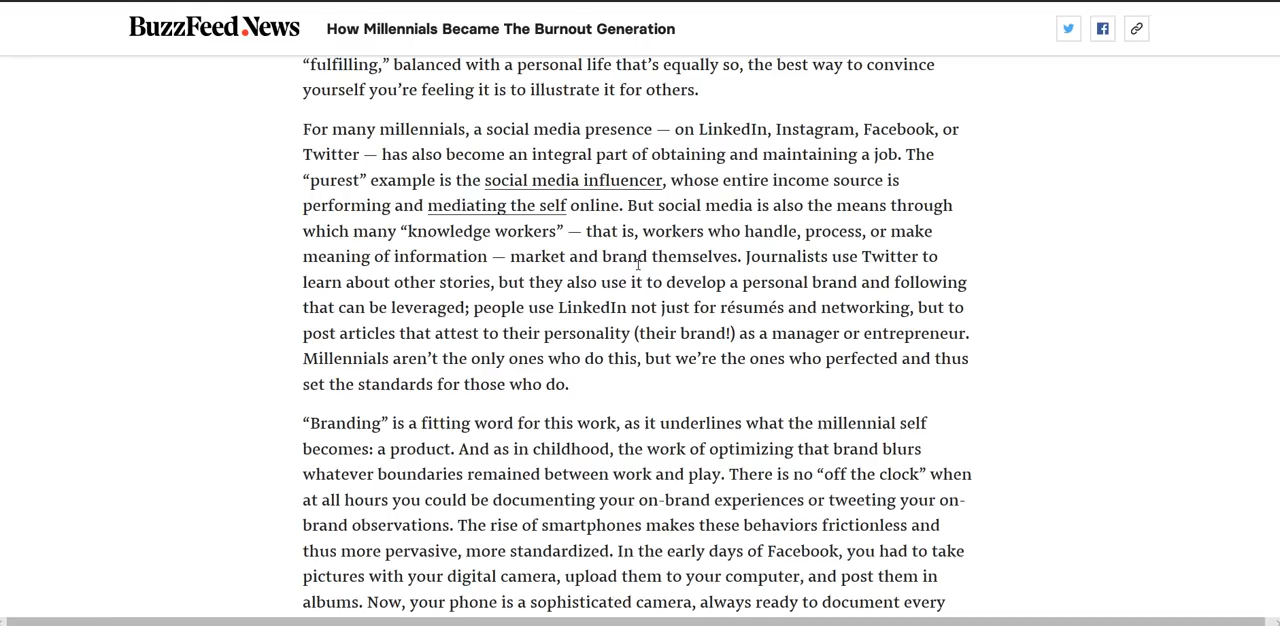 BuzzFeed News
How Millennials Became The Burnout Generation
“fulfilling,” balanced with a personal life that’s equally so, the best way to convince
yourself you’re feeling it is to illustrate it for others.
For many millennials, a social media presence — on LinkedIn, Instagram, Facebook, or
Twitter — has also become an integral part of obtaining and maintaining a job. The
“purest” example is the social media influencer, whose entire income source is
performing and mediating the self online. But social media is also the means through
which many “knowledge workers” — that is, workers who handle, process, or make
meaning of information — market and brand themselves. Journalists use Twitter to
learn about other stories, but they also use it to develop a personal brand and following
that can be leveraged; people use LinkedIn not just for résumés and networking, but to
post articles that attest to their personality (their brand!) as a manager or entrepreneur.
Millennials aren’t the only ones who do this, but we’re the ones who perfected and thus
set the standards for those who do.
“Branding” is a fitting word for this work, as it underlines what the millennial self
becomes: a product. And as in childhood, the work of optimizing that brand blurs
whatever boundaries remained between work and play. There is no “off the clock” when
at all hours you could be documenting your on-brand experiences or tweeting your on-
brand observations. The rise of smartphones makes these behaviors frictionless and
thus more pervasive, more standardized. In the early days of Facebook, you had to take
pictures with your digital camera, upload them to your computer, and post them in
albums. Now, your phone is a sophisticated camera, always ready to document every